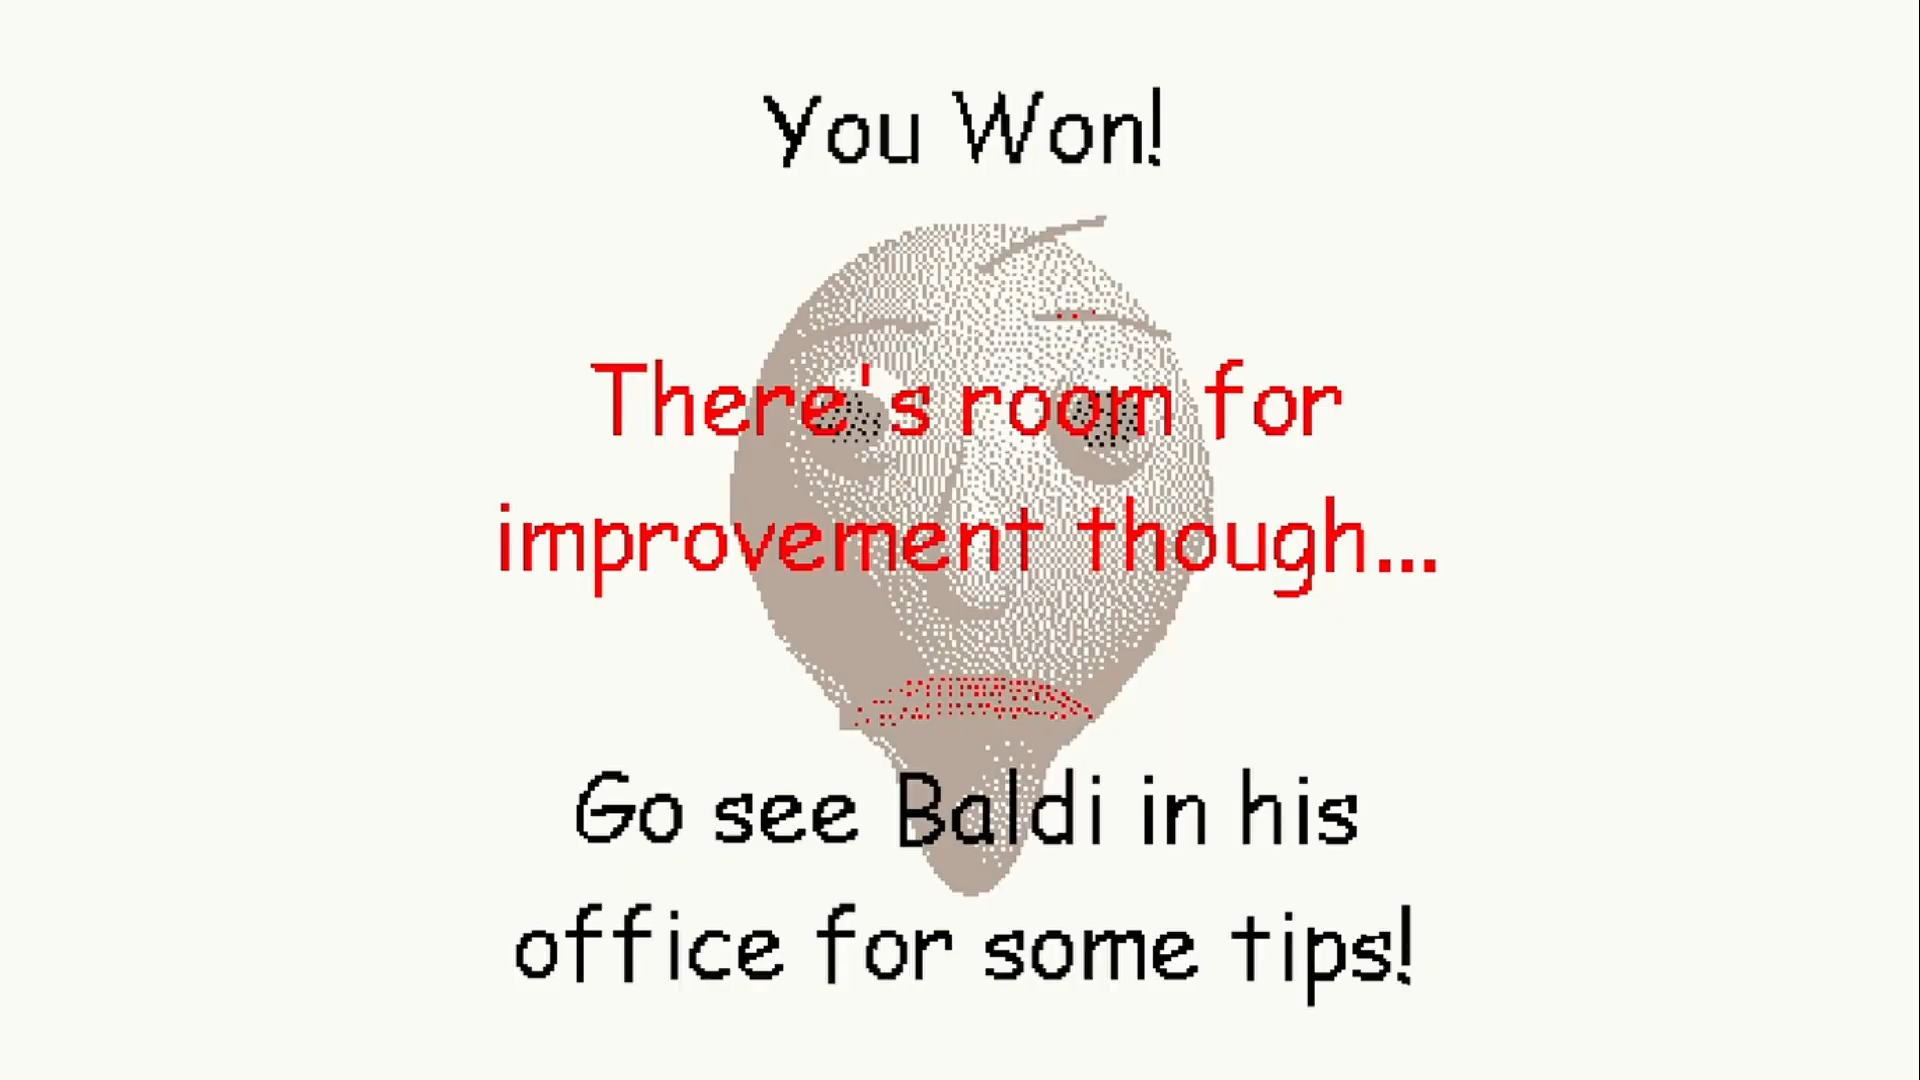 You Won!
There's room for
improvement though...
Go see Baldi in his
office for some tips!